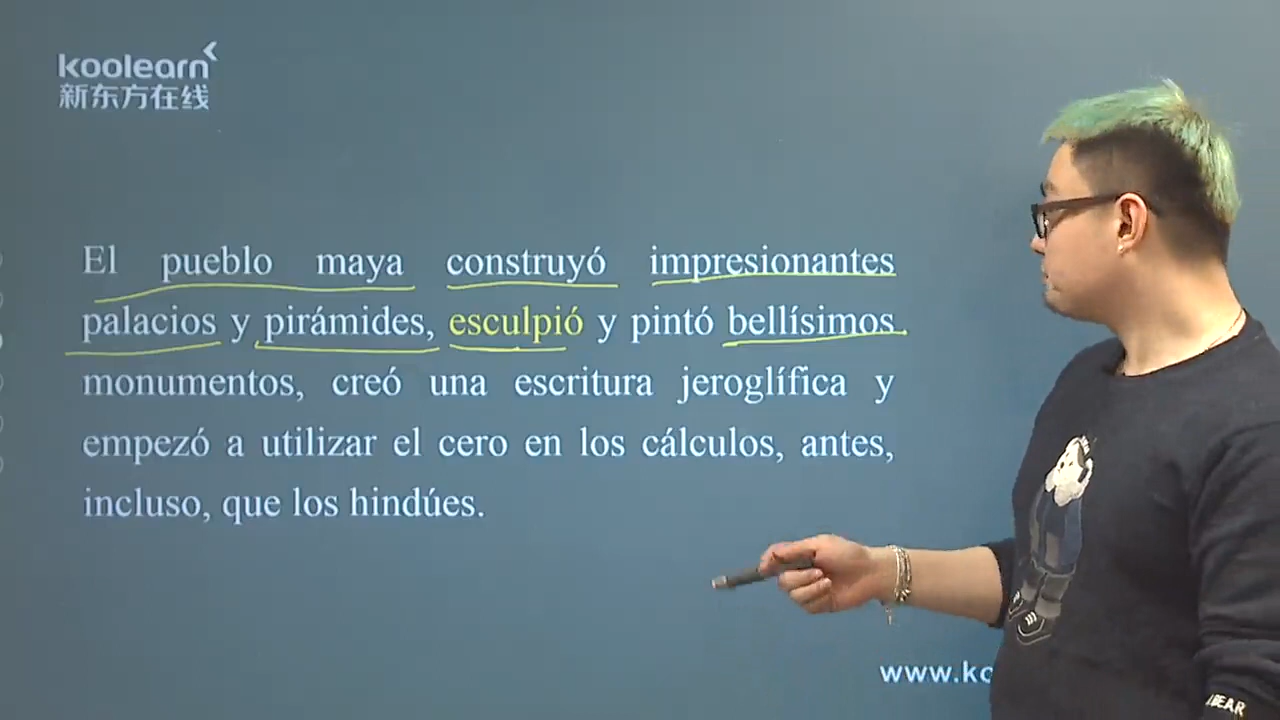 koolearn
新东方在线
El pueblo maya construyó impresionantes
palacios y pirámides, esculpió y pintó bellísimos
monumentos, creó una escritura jeroglífica y
empezó a utilizar el cero en los cálculos, antes,
incluso, que los hindúes.
www.ko
BEAR